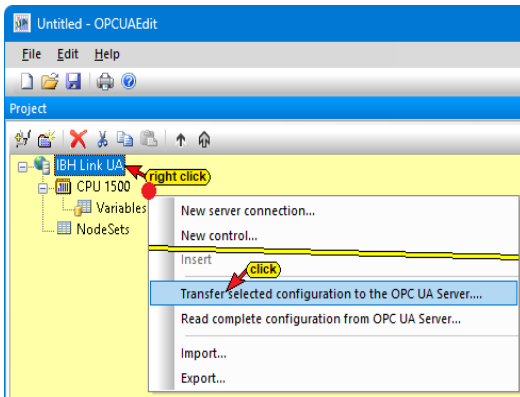 Untitled - OPCUAEdit
File Edit Help
Project
IBH Link UA
right click
CPU 1500
Variables
NodeSets
New server connection...
New control...
Insert
click
Transfer selected configuration to the OPC UA Server....
Read complete configuration from OPC UA Server...
Import...
Export...